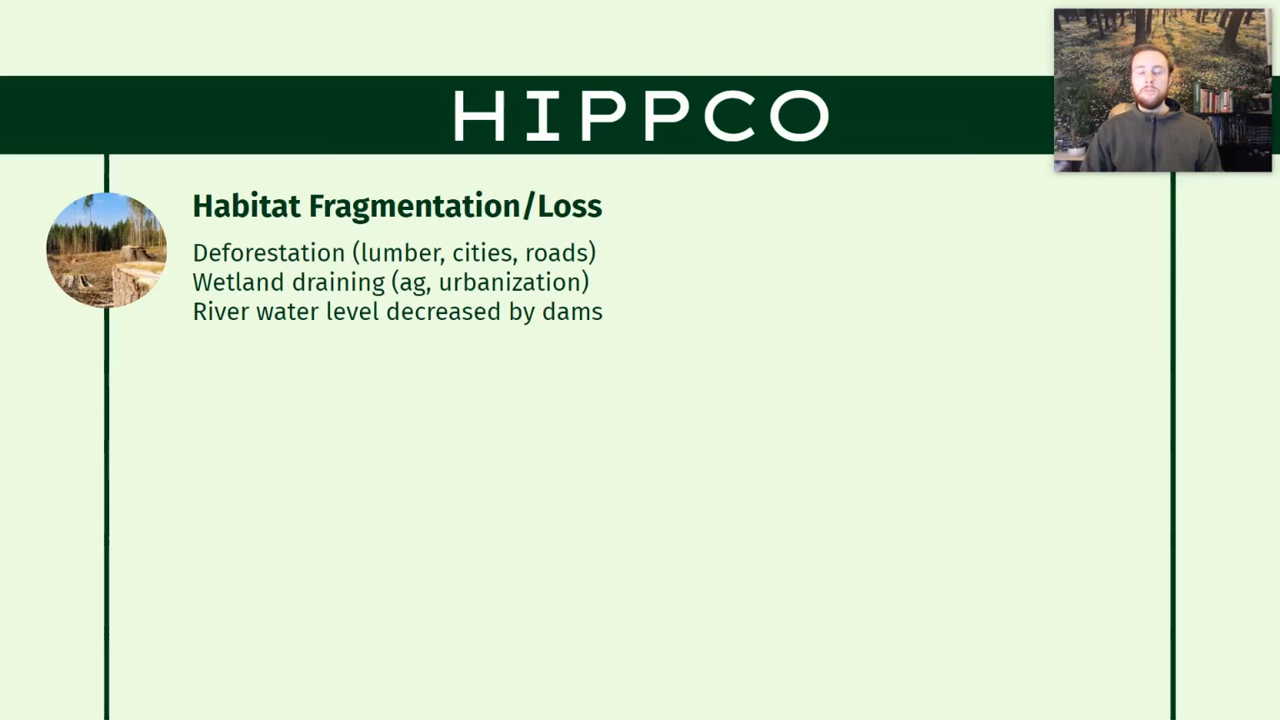 HIPPCO
Habitat Fragmentation/Loss
Deforestation (lumber, cities, roads)
Wetland draining (ag, urbanization)
River water level decreased by dams